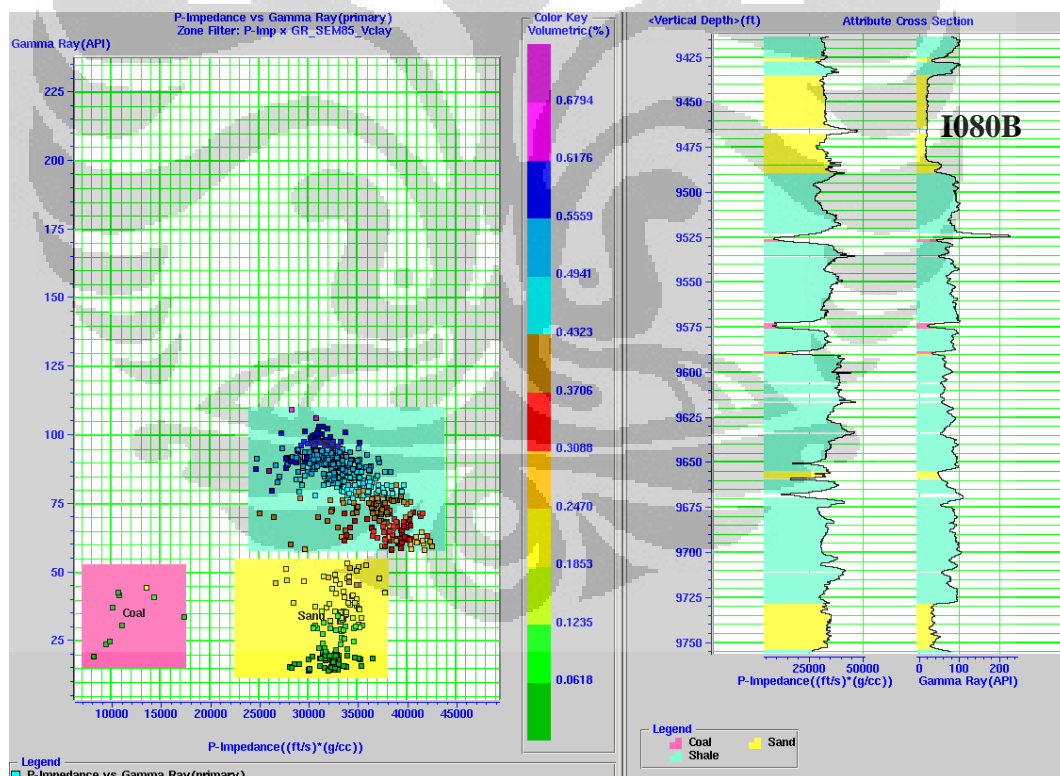 P-Impedance vs Gamma Ray(primary)
Zone Filter: P-Imp x GR_SEM85_Vclay
Gamma Ray(API)
225
200
175
150
125
100
75
50
25
Coal
Sand
10000 15000 20000 25000 30000 35000 40000 45000
P-Impedance((ft/s)*(g/cc))
Legend
P-Impedance vs Gamma Ray(primary)
Color Key
Volumetric(%)
0.6794
0.6176
0.5559
0.4941
0.4323
0.3706
0.3088
0.2470
0.1853
0.1235
0.0618
<Vertical Depth>(ft) Attribute Cross Section
9425
9450
I080B
9475
9500
9525
9550
9575
9600
9625
9650
9675
9700
9725
9750
25000 50000 0 100 200
P-Impedance((ft/s)*(g/cc)) Gamma Ray(API)
Legend
Coal Sand
Shale